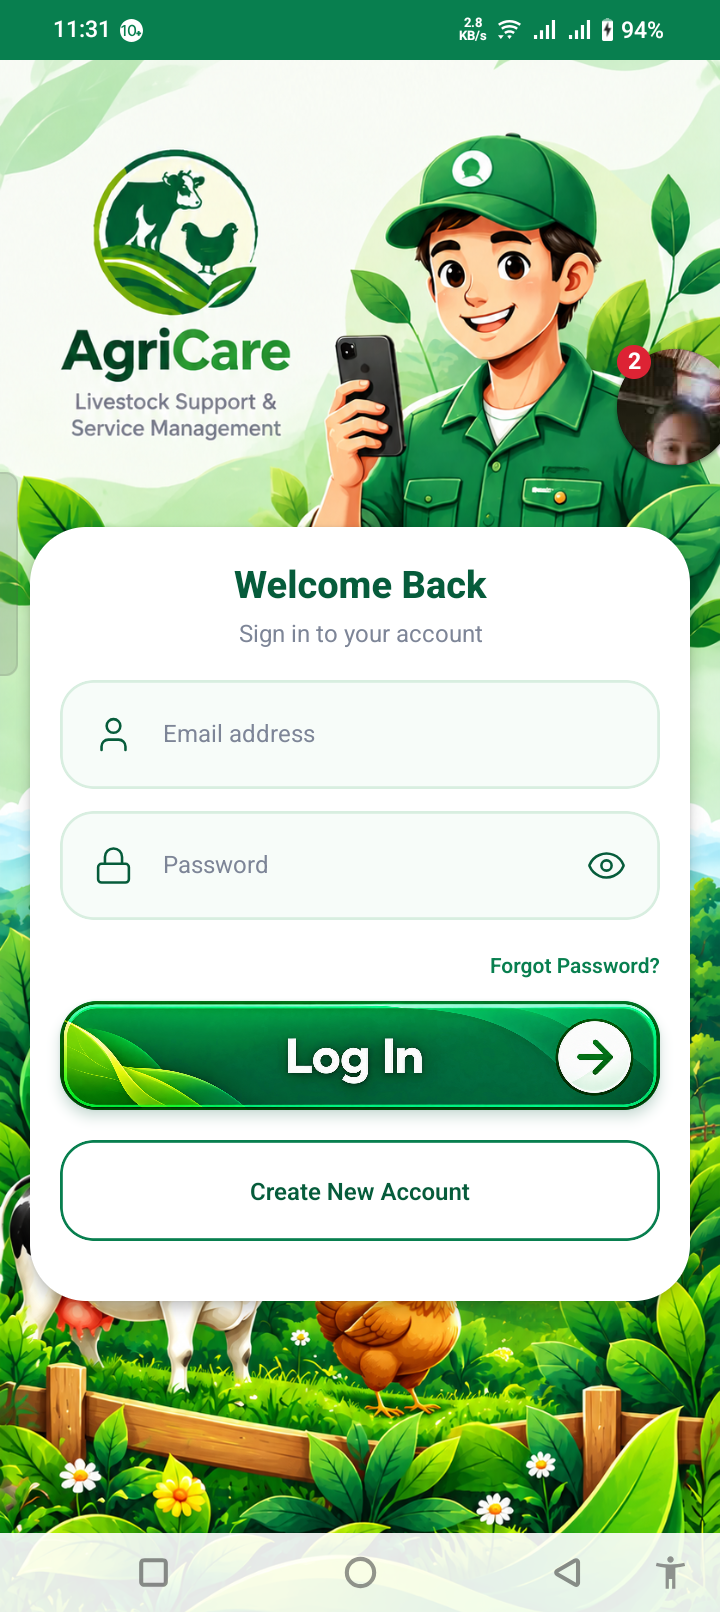 11:31 10+ 2.8 KB/s 94%
AgriCare
Livestock Support &
Service Management
2
Welcome Back
Sign in to your account
Email address
Password
Forgot Password?
Log In
Create New Account